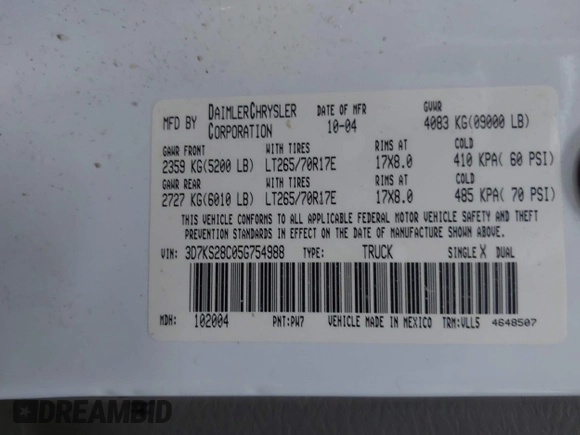 MFD BY DAIMLERCHRYSLER CORPORATION DATE OF MFR 10-04 GVWR 4083 KG(09000 LB)
GAWR FRONT WITH TIRES RIMS AT COLD
2359 KG(5200 LB) LT265/70R17E 17X8.0 410 KPA( 60 PSI)
GAWR REAR WITH TIRES RIMS AT COLD
2727 KG(6010 LB) LT265/70R17E 17X8.0 485 KPA( 70 PSI)
THIS VEHICLE CONFORMS TO ALL APPLICABLE FEDERAL MOTOR VEHICLE SAFETY AND THEFT
PREVENTION STANDARDS IN EFFECT ON THE DATE OF MANUFACTURE SHOWN ABOVE.
VIN: 3D7KS28C05G754988 TYPE: TRUCK SINGLE X DUAL
MDH: 102004 PNT:PW7 VEHICLE MADE IN MEXICO TRM:VLL5 4648507
DREAMBID